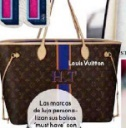 Louis Vuitton
H.T
Las marcas
de lujo persona-
lizan sus bolsos
'must have' con